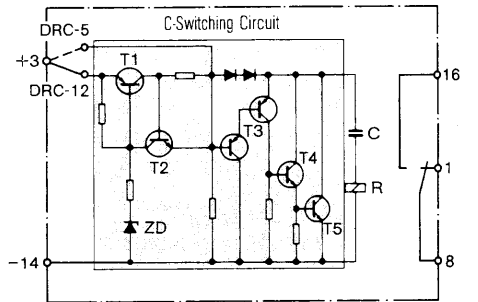 DRC-5
C-Switching Circuit
+3
T1
DRC-12
16
T3
C
T2
T4
1
R
ZD
T5
-14
8